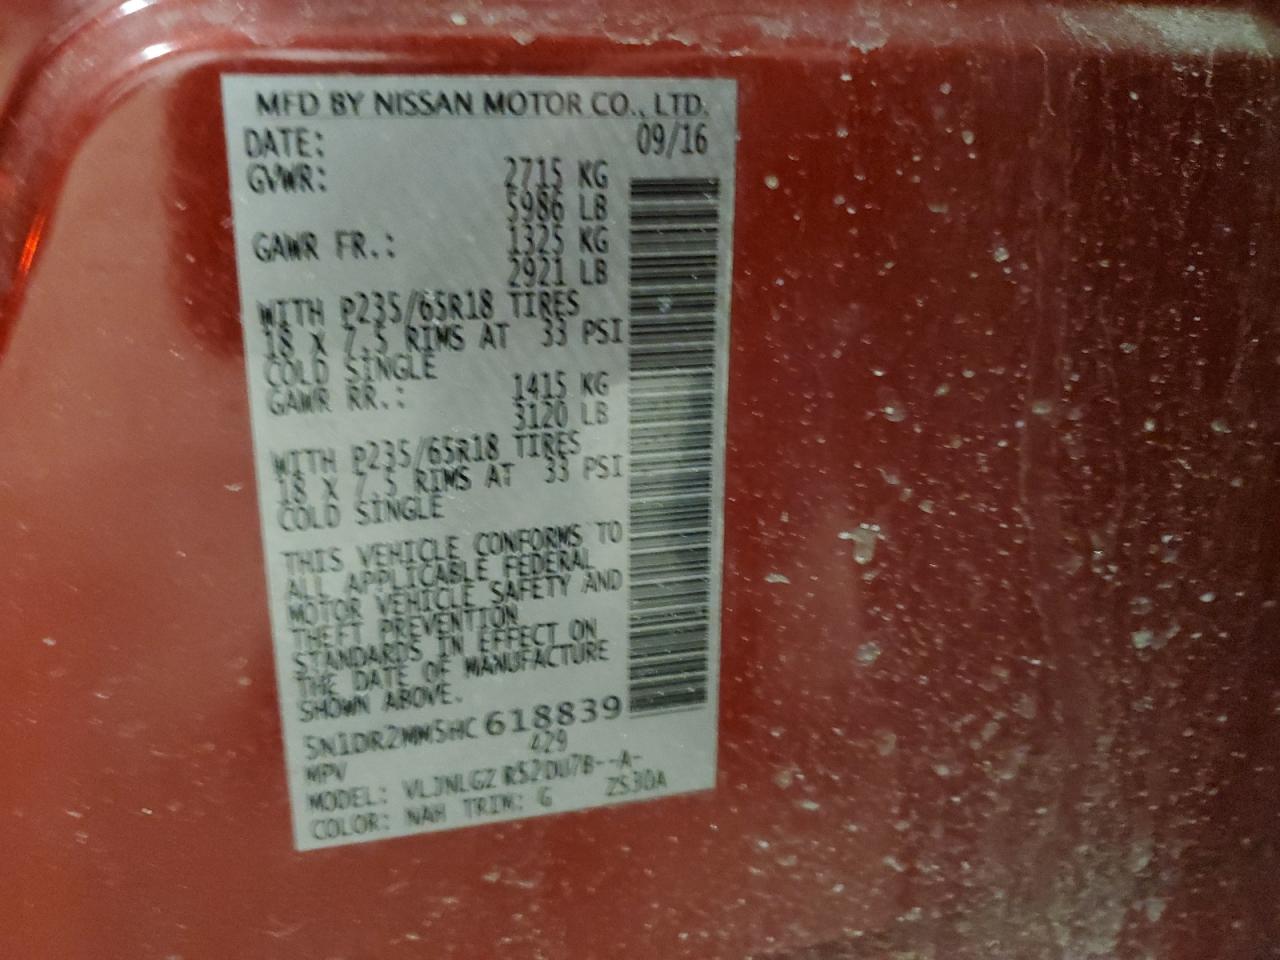 MFD BY NISSAN MOTOR CO., LTD.
DATE: 09/16
GVWR: 2715 KG
5986 LB
GAWR FR.: 1325 KG
2921 LB
WITH P235/65R18 TIRES
18 X 7.5 RIMS AT 33 PSI
COLD SINGLE
GAWR RR.: 1415 KG
3120 LB
WITH P235/65R18 TIRES
18 X 7.5 RIMS AT 33 PSI
COLD SINGLE
THIS VEHICLE CONFORMS TO
ALL APPLICABLE FEDERAL
MOTOR VEHICLE SAFETY AND
THEFT PREVENTION
STANDARDS IN EFFECT ON
THE DATE OF MANUFACTURE
SHOWN ABOVE.
5N1DR2MM5HC618839
MPV 429
MODEL: VLJNLGZ R52DU7B--A-
COLOR: NAH TRIM: G ZS30A